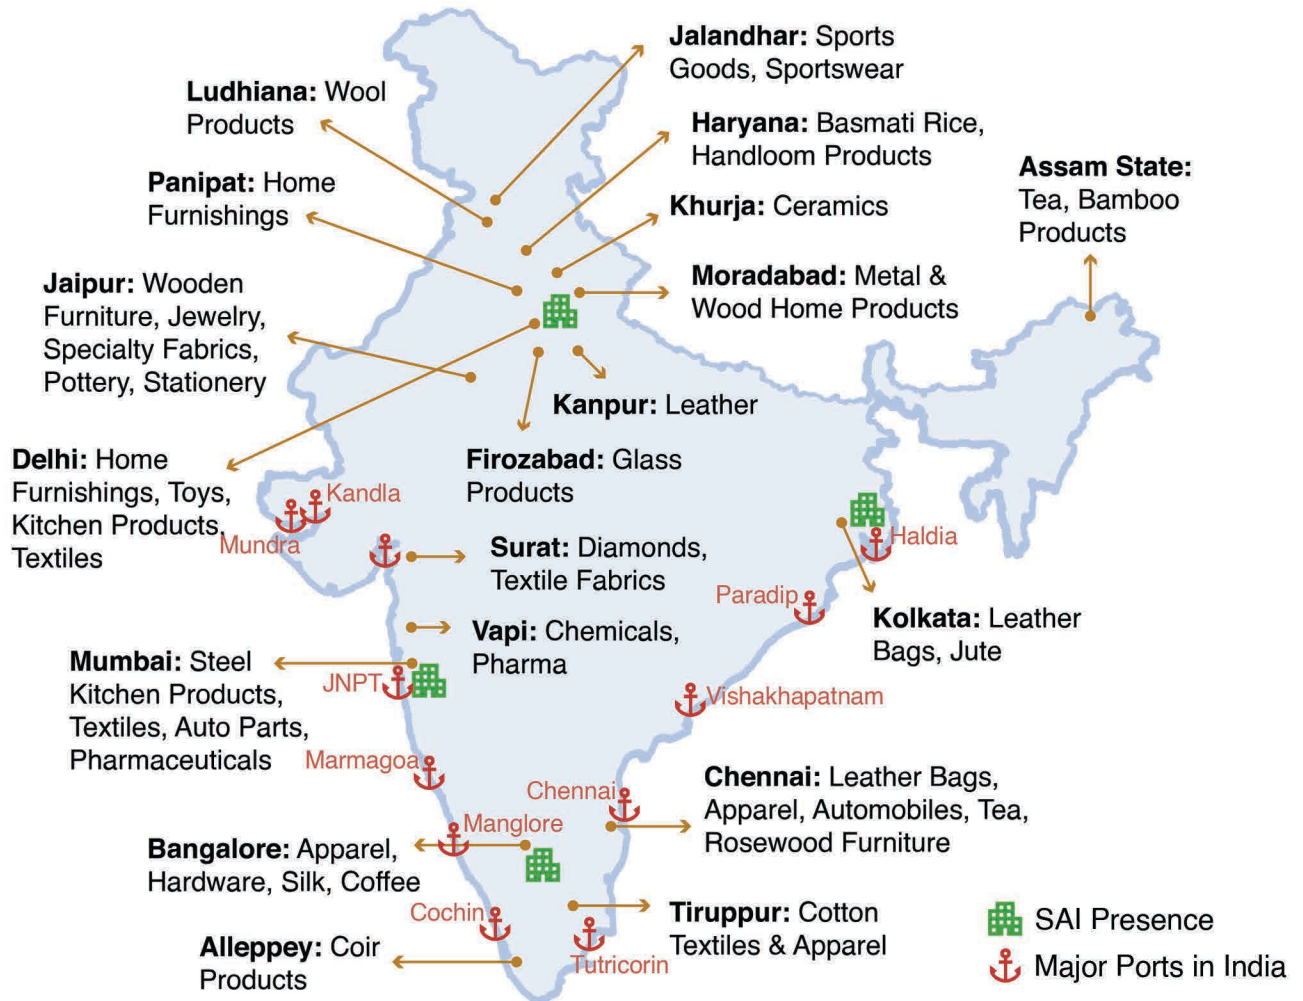 Jalandhar: Sports
Goods, Sportswear
Ludhiana: Wool
Products
Haryana: Basmati Rice,
Handloom Products
Assam State:
Tea, Bamboo
Products
Panipat: Home
Furnishings
Khurja: Ceramics
Jaipur: Wooden
Furniture, Jewelry,
Specialty Fabrics,
Pottery, Stationery
Moradabad: Metal &
Wood Home Products
Kanpur: Leather
Delhi: Home
Furnishings, Toys,
Kitchen Products,
Textiles
Firozabad: Glass
Products
Kandla
Mundra
Surat: Diamonds,
Textile Fabrics
Haldia
Paradip
Kolkata: Leather
Bags, Jute
Vapi: Chemicals,
Pharma
Mumbai: Steel
Kitchen Products,
Textiles, Auto Parts,
Pharmaceuticals
JNPT
Vishakhapatnam
Marmagoa
Chennai
Chennai: Leather Bags,
Apparel, Automobiles, Tea,
Rosewood Furniture
Manglore
Bangalore: Apparel,
Hardware, Silk, Coffee
Cochin
Tiruppur: Cotton
Textiles & Apparel
Alleppey: Coir
Products
Tutricorin
SAI Presence
Major Ports in India